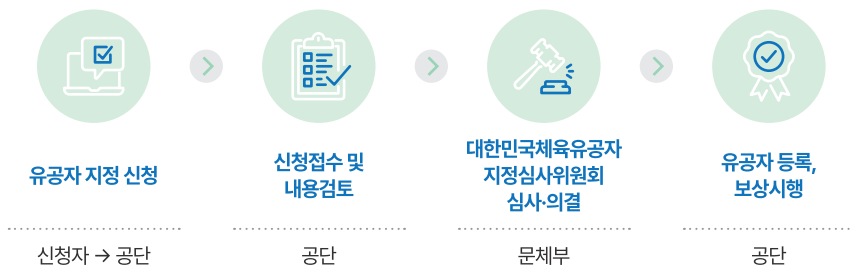 유공자 지정 신청
신청자 → 공단
신청접수 및
내용검토
공단
대한민국체육유공자
지정심사위원회
심사·의결
문체부
유공자 등록,
보상시행
공단